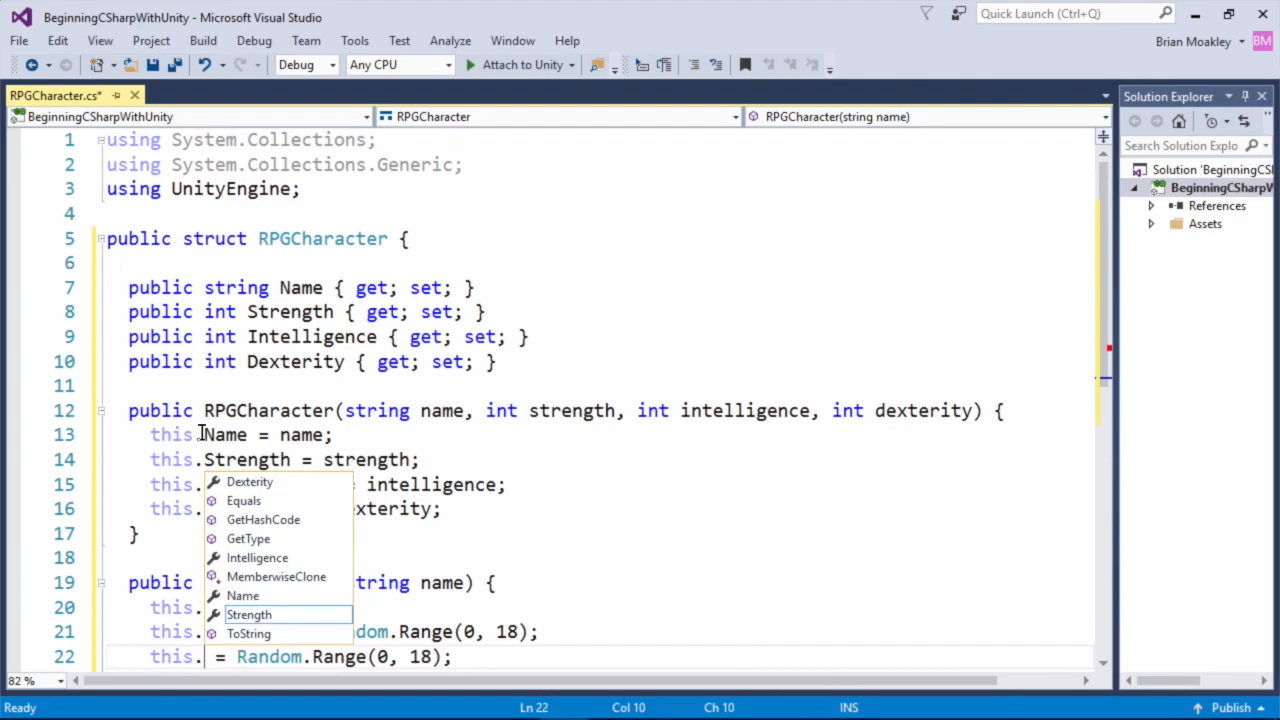 BeginningCSharpWithUnity - Microsoft Visual Studio
Quick Launch (Ctrl+Q)
File Edit View Project Build Debug Team Tools Test Analyze Window Help
Brian Moakley BM
Debug Any CPU Attach to Unity
RPGCharacter.cs*
Solution Explorer
BeginningCSharpWithUnity RPGCharacter RPGCharacter(string name)
Search Solution Explo
Solution 'BeginningCSl
BeginningCSharpW
References
Assets
1 using System.Collections;
2 using System.Collections.Generic;
3 using UnityEngine;
4
5 public struct RPGCharacter {
6
7 public string Name { get; set; }
8 public int Strength { get; set; }
9 public int Intelligence { get; set; }
10 public int Dexterity { get; set; }
11
12 public RPGCharacter(string name, int strength, int intelligence, int dexterity) {
13 this.Name = name;
14 this.Strength = strength;
15 this. = intelligence;
16 this. exterity;
17 }
18
19 public tring name) {
20 this.
21 this. dom.Range(0, 18);
22 this. = Random.Range(0, 18);
Dexterity
Equals
GetHashCode
GetType
Intelligence
MemberwiseClone
Name
Strength
ToString
82 %
Ready Ln 22 Col 10 Ch 10 INS Publish